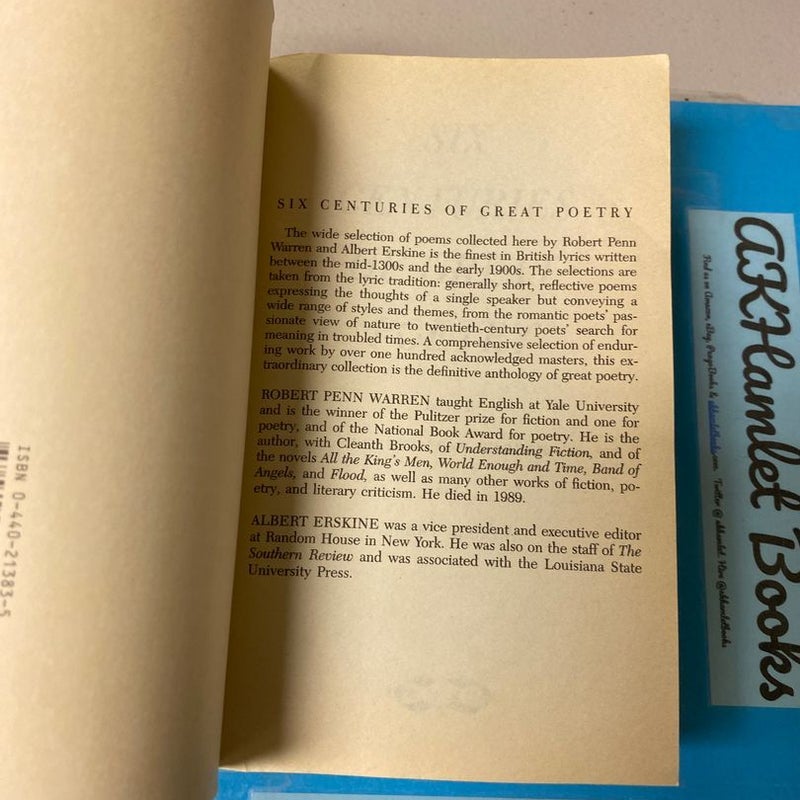 SIX CENTURIES OF GREAT POETRY
The wide selection of poems collected here by Robert Penn
Warren and Albert Erskine is the finest in British lyrics written
between the mid-1300s and the early 1900s. The selections are
taken from the lyric tradition: generally short, reflective poems
expressing the thoughts of a single speaker but conveying a
wide range of styles and themes, from the romantic poets' pas-
sionate view of nature to twentieth-century poets' search for
meaning in troubled times. A comprehensive selection of endur-
ing work by over one hundred acknowledged masters, this ex-
traordinary collection is the definitive anthology of great poetry.
ROBERT PENN WARREN taught English at Yale University
and is the winner of the Pulitzer prize for fiction and one for
poetry, and of the National Book Award for poetry. He is the
author, with Cleanth Brooks, of Understanding Fiction, and of
the novels All the King's Men, World Enough and Time, Band of
Angels, and Flood, as well as many other works of fiction, po-
etry, and literary criticism. He died in 1989.
ALBERT ERSKINE was a vice president and executive editor
at Random House in New York. He was also on the staff of The
Southern Review and was associated with the Louisiana State
University Press.
ISBN 0-440-21383-5
AKHamlet Books
Find us on Amazon, eBay, PangoBooks &